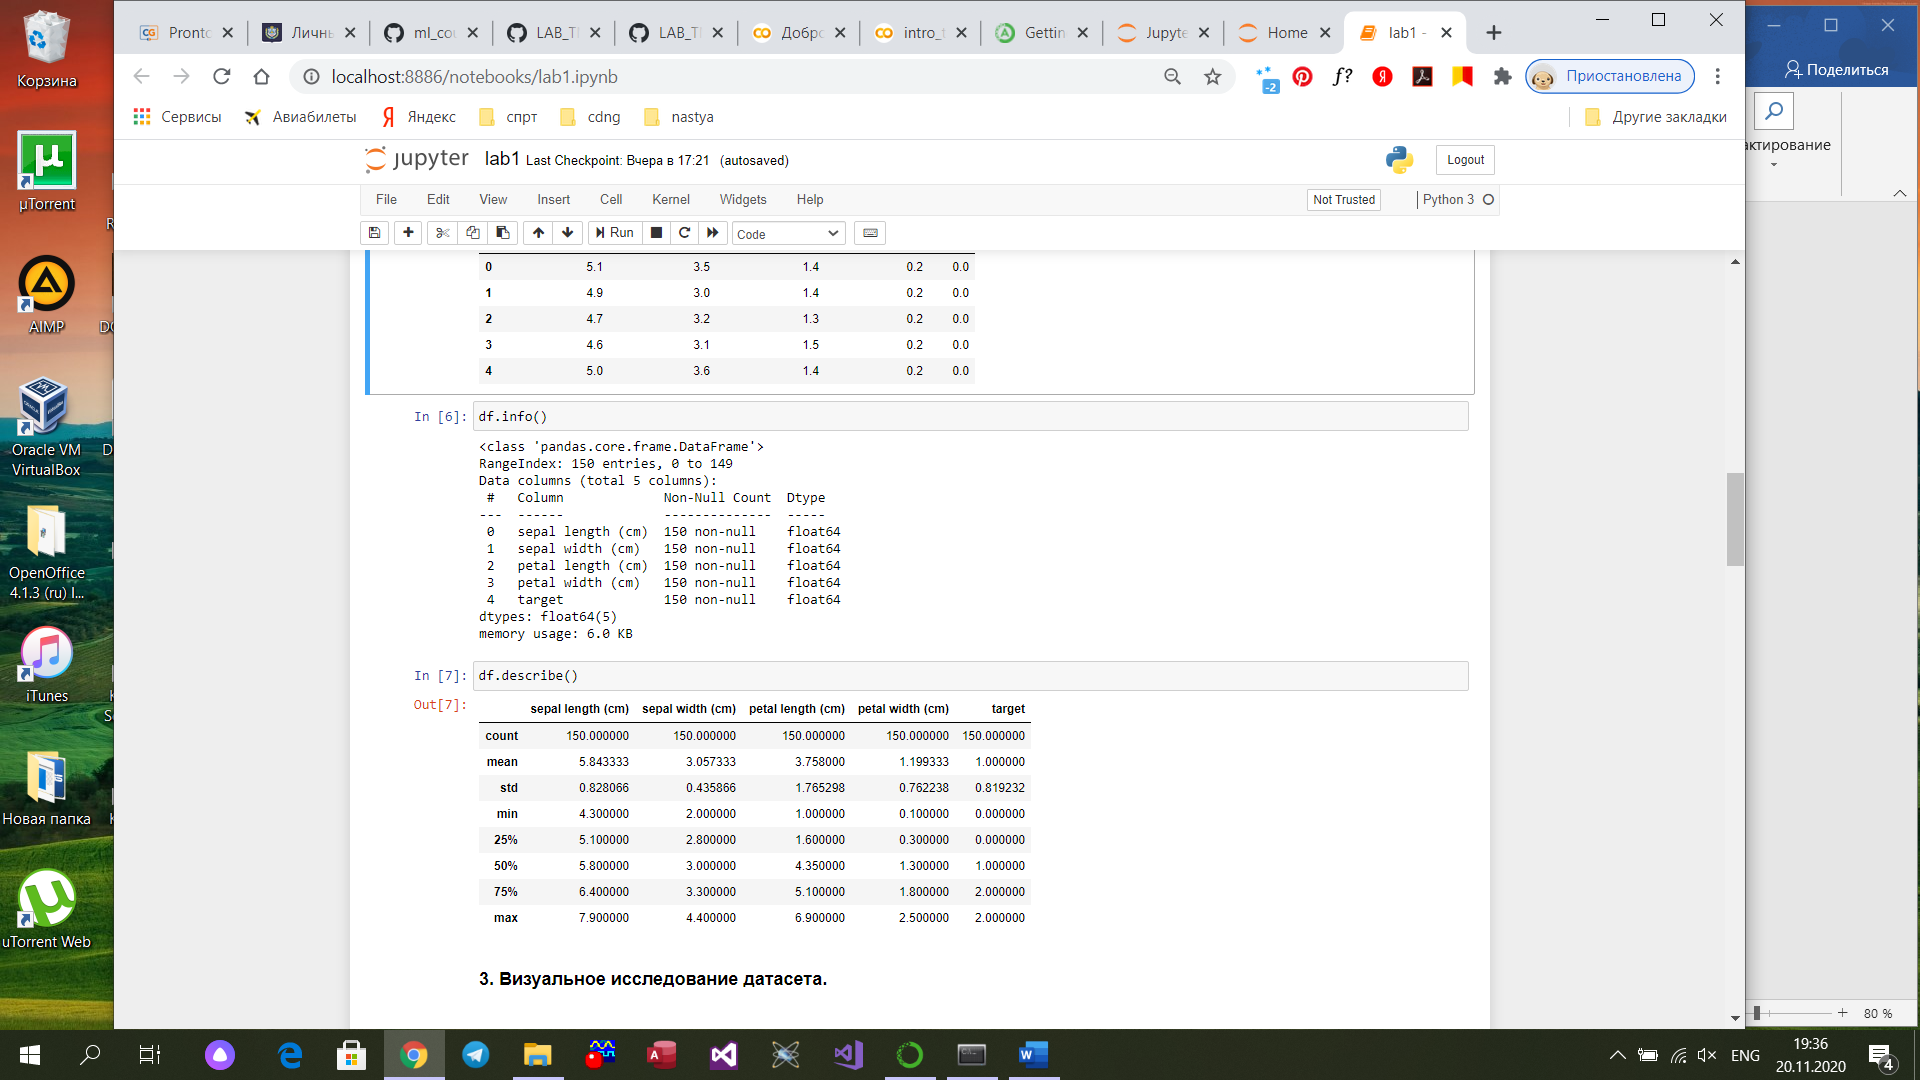 Корзина
µTorrent
AIMP
Oracle VM
VirtualBox
OpenOffice
4.1.3 (ru) I...
iTunes
Новая папка
uTorrent Web
Prontc
Личнь
ml_cou
LAB_TI
LAB_TI
Добро
intro_t
Gettin
Jupyte
Home
lab1 -
localhost:8886/notebooks/lab1.ipynb
-2
f?
Приостановлена
Сервисы
Авиабилеты
Яндекс
спрт
cdng
nastya
Другие закладки
Поделиться
актирование
jupyter lab1 Last Checkpoint: Вчера в 17:21 (autosaved)
Logout
File Edit View Insert Cell Kernel Widgets Help
Not Trusted
Python 3
Run
Code
0 5.1 3.5 1.4 0.2 0.0
1 4.9 3.0 1.4 0.2 0.0
2 4.7 3.2 1.3 0.2 0.0
3 4.6 3.1 1.5 0.2 0.0
4 5.0 3.6 1.4 0.2 0.0
In [6]: df.info()
<class 'pandas.core.frame.DataFrame'>
RangeIndex: 150 entries, 0 to 149
Data columns (total 5 columns):
 #   Column             Non-Null Count  Dtype
---  ------             --------------  -----
 0   sepal length (cm)  150 non-null    float64
 1   sepal width (cm)   150 non-null    float64
 2   petal length (cm)  150 non-null    float64
 3   petal width (cm)   150 non-null    float64
 4   target             150 non-null    float64
dtypes: float64(5)
memory usage: 6.0 KB
In [7]: df.describe()
Out[7]:
sepal length (cm) sepal width (cm) petal length (cm) petal width (cm) target
count 150.000000 150.000000 150.000000 150.000000 150.000000
mean 5.843333 3.057333 3.758000 1.199333 1.000000
std 0.828066 0.435866 1.765298 0.762238 0.819232
min 4.300000 2.000000 1.000000 0.100000 0.000000
25% 5.100000 2.800000 1.600000 0.300000 0.000000
50% 5.800000 3.000000 4.350000 1.300000 1.000000
75% 6.400000 3.300000 5.100000 1.800000 2.000000
max 7.900000 4.400000 6.900000 2.500000 2.000000
3. Визуальное исследование датасета.
80 %
ENG
19:36
20.11.2020
4